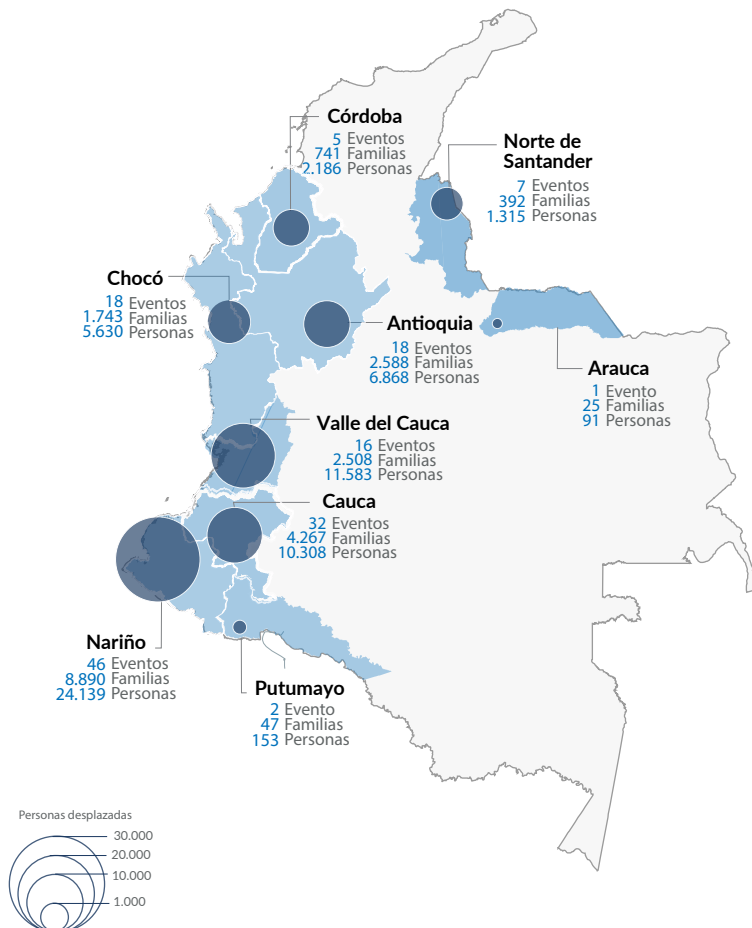 Córdoba
5 Eventos
741 Familias
2.186 Personas
Norte de
Santander
7 Eventos
392 Familias
1.315 Personas
Chocó
18 Eventos
1.743 Familias
5.630 Personas
Antioquia
18 Eventos
2.588 Familias
6.868 Personas
Arauca
1 Evento
25 Familias
91 Personas
Valle del Cauca
16 Eventos
2.508 Familias
11.583 Personas
Cauca
32 Eventos
4.267 Familias
10.308 Personas
Nariño
46 Eventos
8.890 Familias
24.139 Personas
Putumayo
2 Evento
47 Familias
153 Personas
Personas desplazadas
30.000
20.000
10.000
1.000